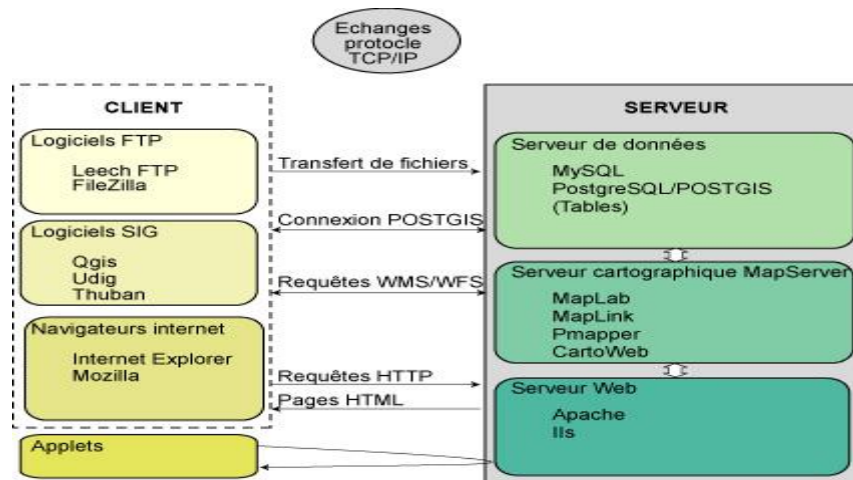 Echanges
protocle
TCP/IP
CLIENT
Logiciels FTP
Leech FTP
FileZilla
Logiciels SIG
Qgis
Udig
Thuban
Navigateurs internet
Internet Explorer
Mozilla
Applets
Transfert de fichiers
Connexion POSTGIS
Requêtes WMS/WFS
Requêtes HTTP
Pages HTML
SERVEUR
Serveur de données
MySQL
PostgreSQL/POSTGIS
(Tables)
Serveur cartographique MapServer
MapLab
MapLink
Pmapper
CartoWeb
Serveur Web
Apache
IIs